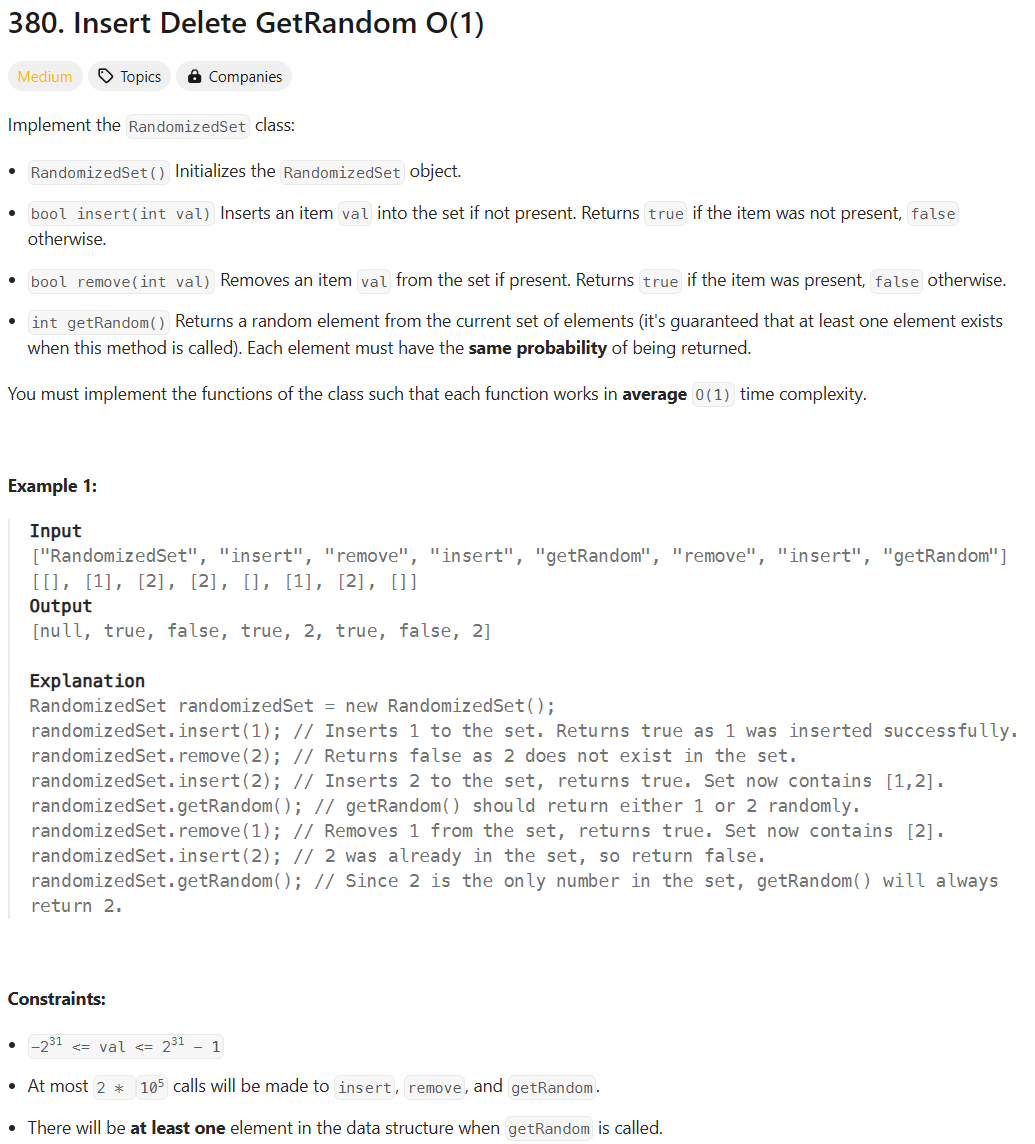 380. Insert Delete GetRandom O(1)
Medium Topics Companies
Implement the RandomizedSet class:
• RandomizedSet() Initializes the RandomizedSet object.
• bool insert(int val) Inserts an item val into the set if not present. Returns true if the item was not present, false
otherwise.
• bool remove(int val) Removes an item val from the set if present. Returns true if the item was present, false otherwise.
• int getRandom() Returns a random element from the current set of elements (it's guaranteed that at least one element exists
when this method is called). Each element must have the same probability of being returned.
You must implement the functions of the class such that each function works in average O(1) time complexity.
Example 1:
Input
["RandomizedSet", "insert", "remove", "insert", "getRandom", "remove", "insert", "getRandom"]
[[], [1], [2], [2], [], [1], [2], []]
Output
[null, true, false, true, 2, true, false, 2]
Explanation
RandomizedSet randomizedSet = new RandomizedSet();
randomizedSet.insert(1); // Inserts 1 to the set. Returns true as 1 was inserted successfully.
randomizedSet.remove(2); // Returns false as 2 does not exist in the set.
randomizedSet.insert(2); // Inserts 2 to the set, returns true. Set now contains [1,2].
randomizedSet.getRandom(); // getRandom() should return either 1 or 2 randomly.
randomizedSet.remove(1); // Removes 1 from the set, returns true. Set now contains [2].
randomizedSet.insert(2); // 2 was already in the set, so return false.
randomizedSet.getRandom(); // Since 2 is the only number in the set, getRandom() will always
return 2.
Constraints:
• −2³¹ <= val <= 2³¹ − 1
• At most 2 * 10⁵ calls will be made to insert, remove, and getRandom.
• There will be at least one element in the data structure when getRandom is called.